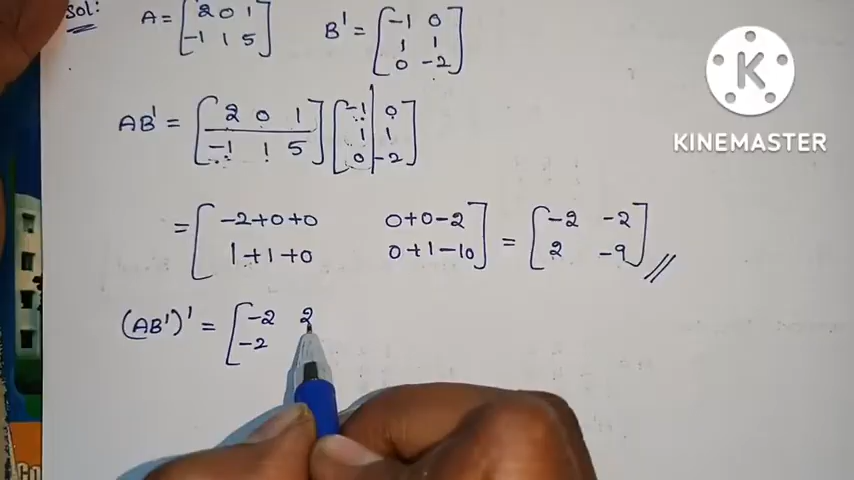 Sol:
A = [2 0 1
-1 1 5] B' = [-1 0
1 1
0 -2]
AB' = [2 0 1
-1 1 5] [-1 0
1 1
0 -2]
= [-2+0+0 0+0-2
1+1+0 0+1-10] = [-2 -2
2 -9] //
(AB')' = [-2 2
-2
K
KINEMASTER